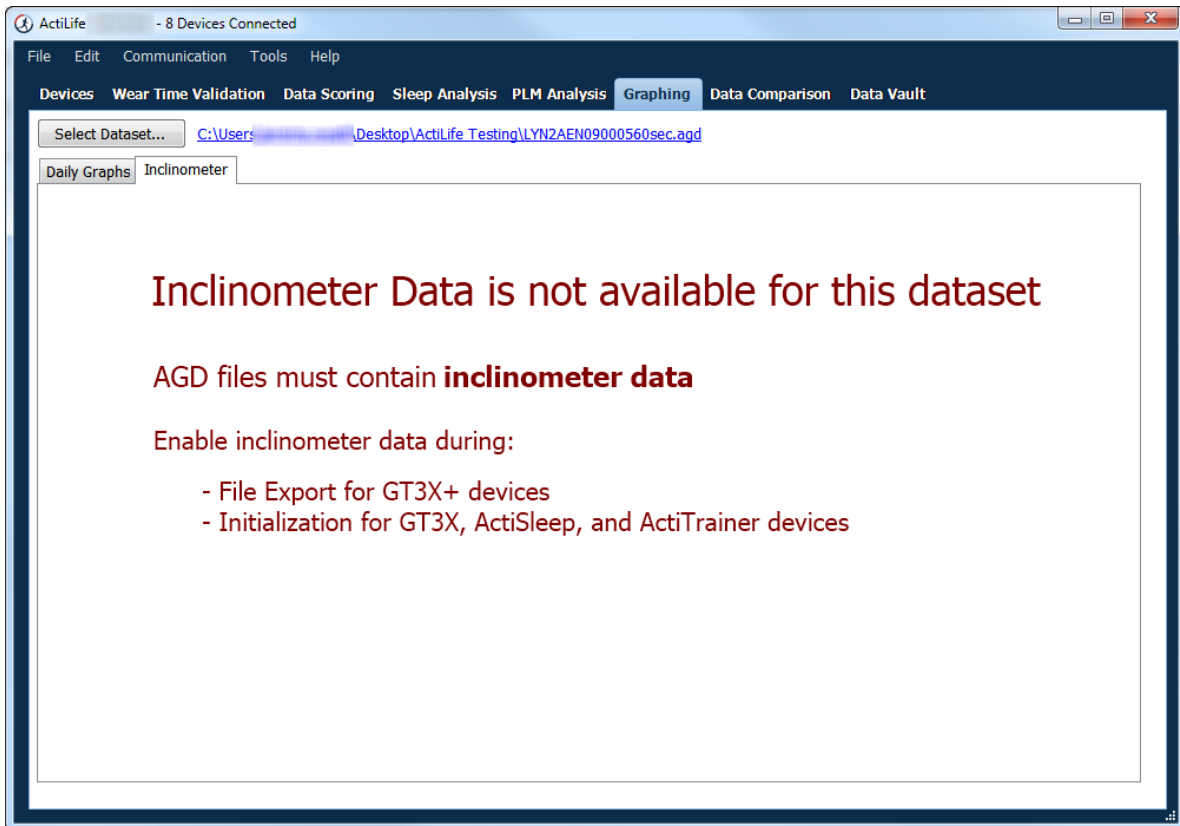 ActiLife - 8 Devices Connected
File Edit Communication Tools Help
Devices Wear Time Validation Data Scoring Sleep Analysis PLM Analysis Graphing Data Comparison Data Vault
Select Dataset... C:\Users \Desktop\ActiLife Testing\LYN2AEN09000560sec.agd
Daily Graphs Inclinometer
Inclinometer Data is not available for this dataset
AGD files must contain inclinometer data
Enable inclinometer data during:
- File Export for GT3X+ devices
- Initialization for GT3X, ActiSleep, and ActiTrainer devices